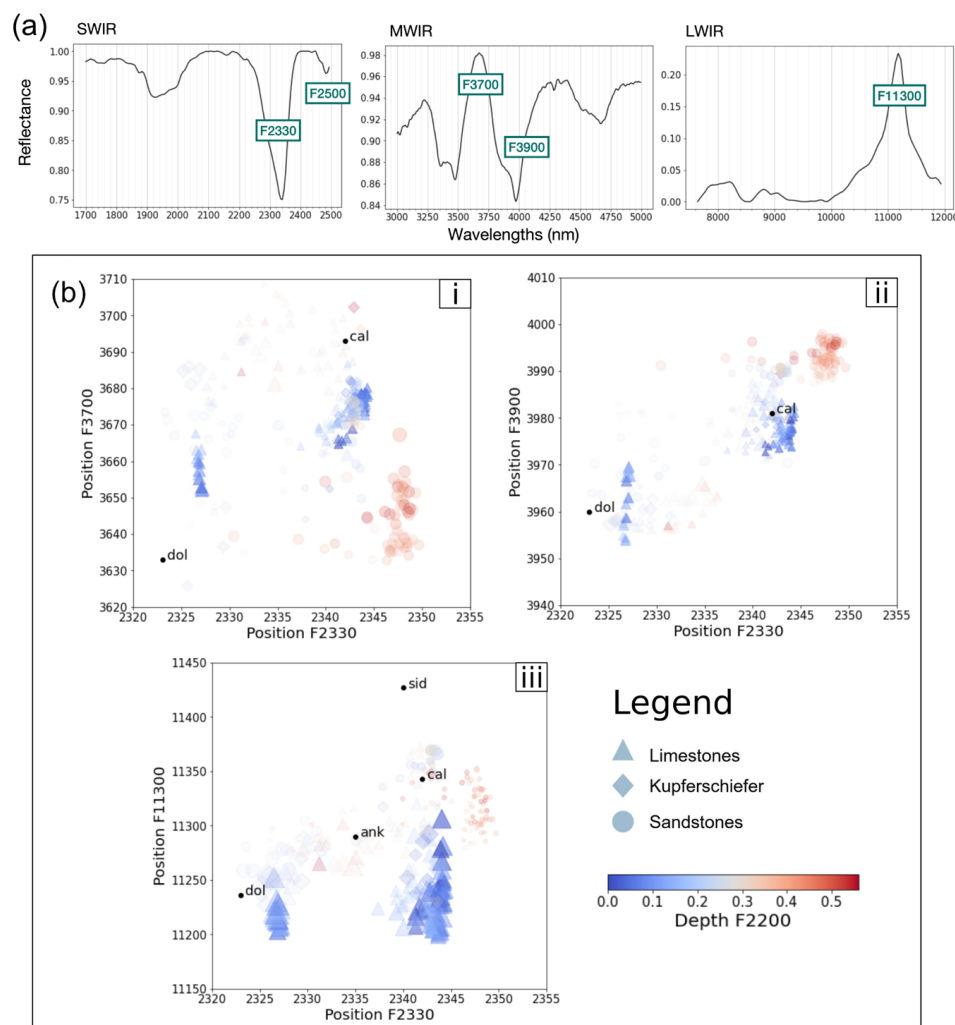 (a)
SWIR
MWIR
LWIR
Reflectance
1.00
0.95
0.90
0.85
0.80
0.75
F2500
F2330
1700 1800 1900 2000 2100 2200 2300 2400 2500
0.98
0.96
0.94
0.92
0.90
0.88
0.86
0.84
F3700
F3900
3000 3250 3500 3750 4000 4250 4500 4750 5000
0.20
0.15
0.10
0.05
0.00
F11300
8000 9000 10000 11000 12000
Wavelengths (nm)
(b)
i
3710
3700
3690
3680
3670
3660
3650
3640
3630
3620
Position F3700
cal
dol
2320 2325 2330 2335 2340 2345 2350 2355
Position F2330
ii
4010
4000
3990
3980
3970
3960
3950
3940
Position F3900
cal
dol
2320 2325 2330 2335 2340 2345 2350 2355
Position F2330
iii
11450
11400
11350
11300
11250
11200
11150
Position F11300
sid
cal
ank
dol
2320 2325 2330 2335 2340 2345 2350 2355
Position F2330
Legend
Limestones
Kupferschiefer
Sandstones
0.0 0.1 0.2 0.3 0.4 0.5
Depth F2200